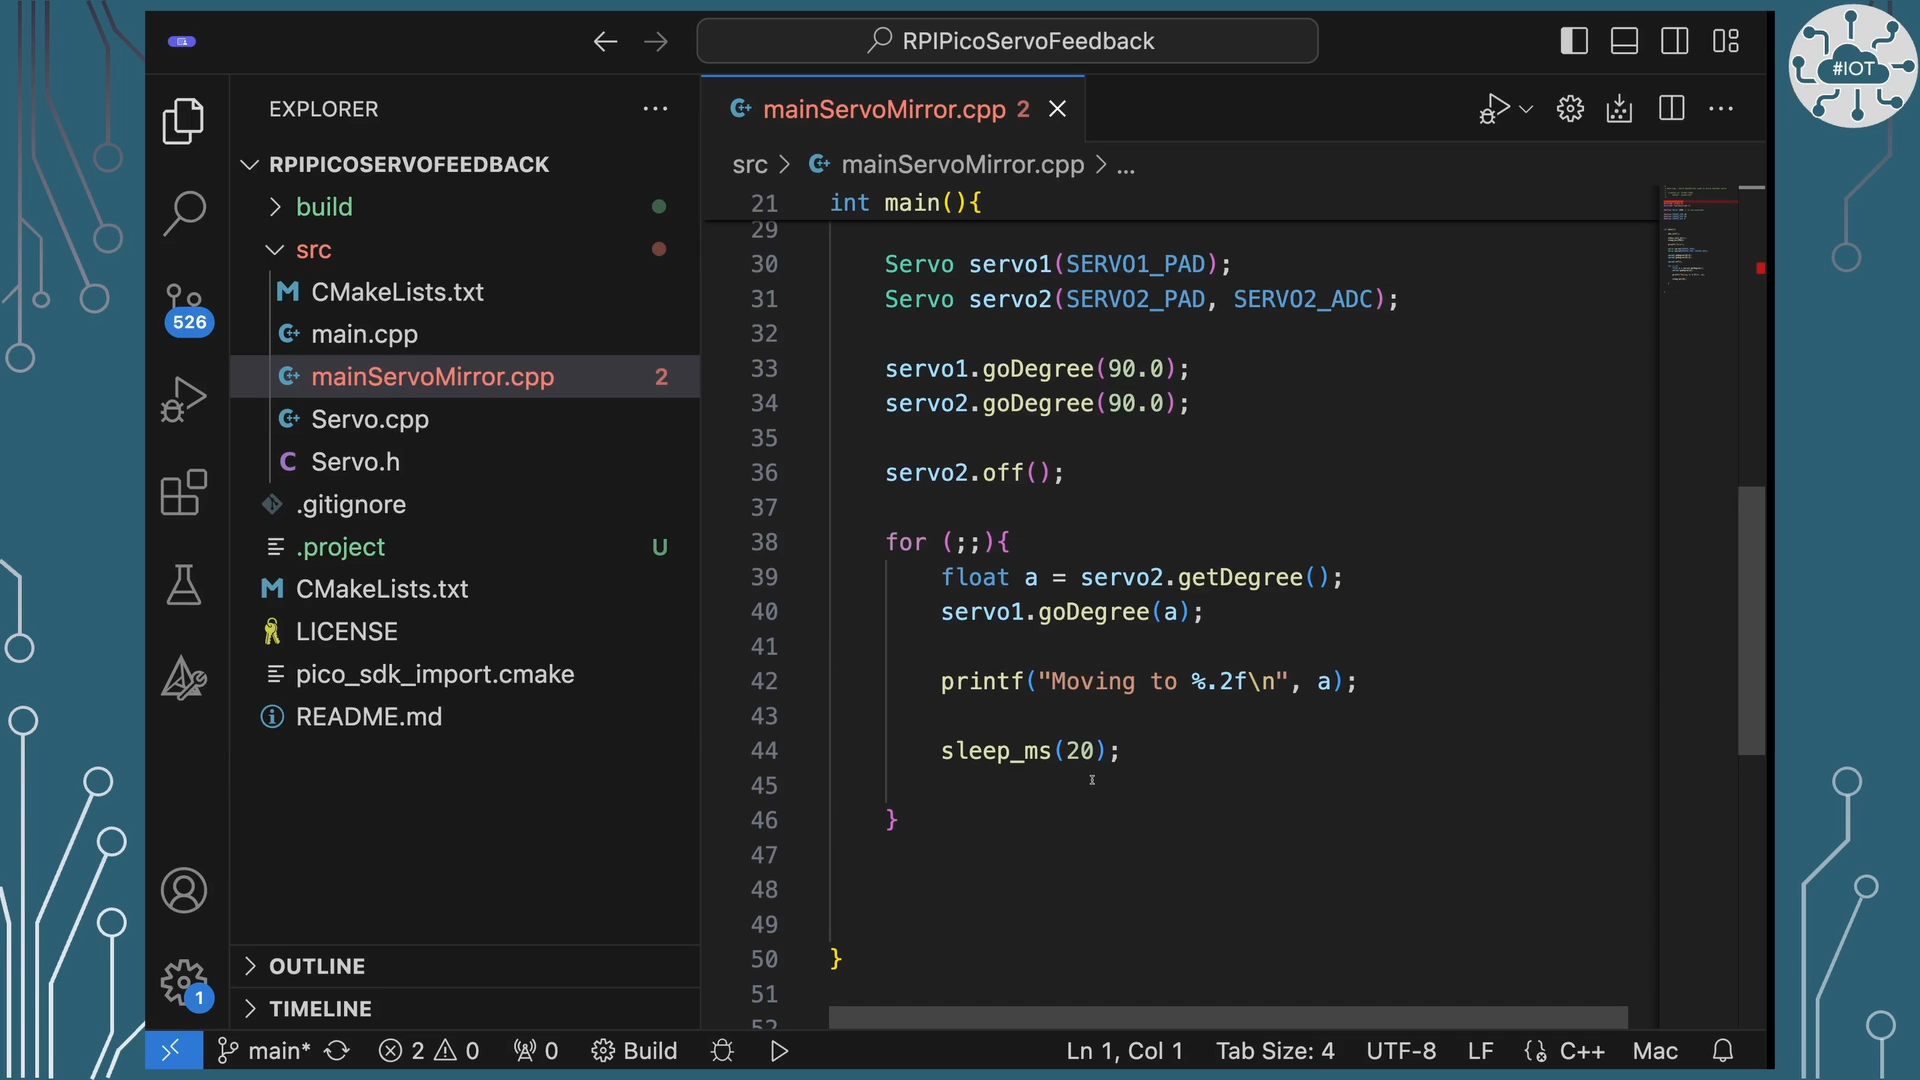 RPIPicoServoFeedback
#IOT
EXPLORER
RPIPICOSERVOFEEDBACK
build
src
CMakeLists.txt
main.cpp
mainServoMirror.cpp 2
Servo.cpp
C Servo.h
.gitignore
.project U
CMakeLists.txt
LICENSE
pico_sdk_import.cmake
README.md
OUTLINE
TIMELINE
526
1
mainServoMirror.cpp 2
src > mainServoMirror.cpp > ...
21 int main(){
29
30 Servo servo1(SERVO1_PAD);
31 Servo servo2(SERVO2_PAD, SERVO2_ADC);
32
33 servo1.goDegree(90.0);
34 servo2.goDegree(90.0);
35
36 servo2.off();
37
38 for (;;){
39 float a = servo2.getDegree();
40 servo1.goDegree(a);
41
42 printf("Moving to %.2f\n", a);
43
44 sleep_ms(20);
45
46 }
47
48
49
50 }
51
52
main* 2 0 0 Build Ln 1, Col 1 Tab Size: 4 UTF-8 LF C++ Mac